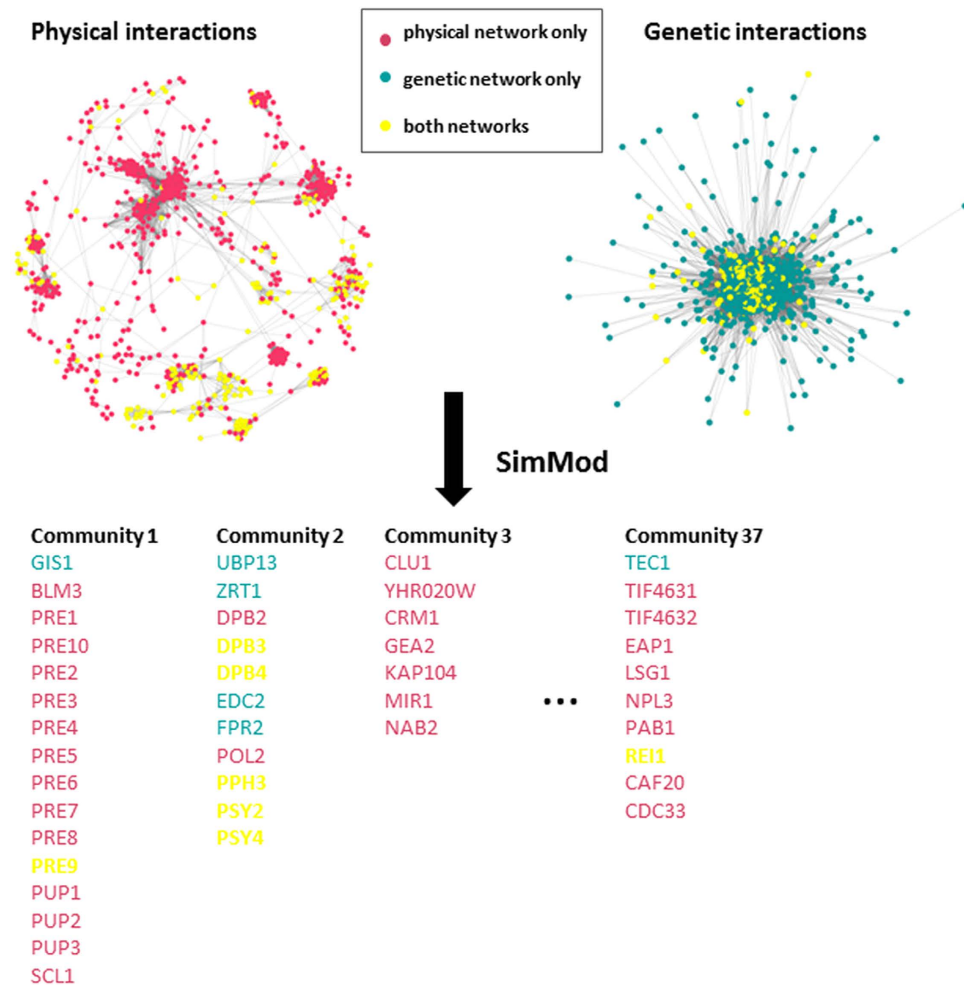 Physical interactions
physical network only
genetic network only
both networks
Genetic interactions
SimMod
Community 1
GIS1
BLM3
PRE1
PRE10
PRE2
PRE3
PRE4
PRE5
PRE6
PRE7
PRE8
PRE9
PUP1
PUP2
PUP3
SCL1
Community 2
UBP13
ZRT1
DPB2
DPB3
DPB4
EDC2
FPR2
POL2
PPH3
PSY2
PSY4
Community 3
CLU1
YHR020W
CRM1
GEA2
KAP104
MIR1
NAB2
...
Community 37
TEC1
TIF4631
TIF4632
EAP1
LSG1
NPL3
PAB1
REI1
CAF20
CDC33